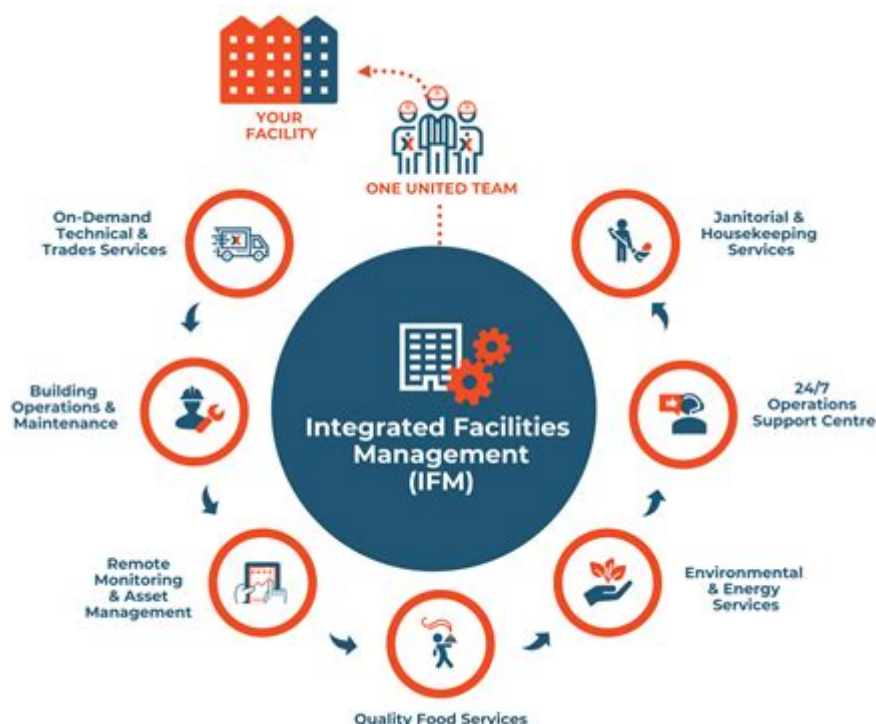 YOUR
FACILITY
ONE UNITED TEAM
On-Demand
Technical &
Trades Services
Janitorial &
Housekeeping
Services
Building
Operations &
Maintenance
Integrated Facilities
Management
(IFM)
24/7
Operations
Support Centre
Remote
Monitoring
& Asset
Management
Environmental
& Energy
Services
Quality Food Services